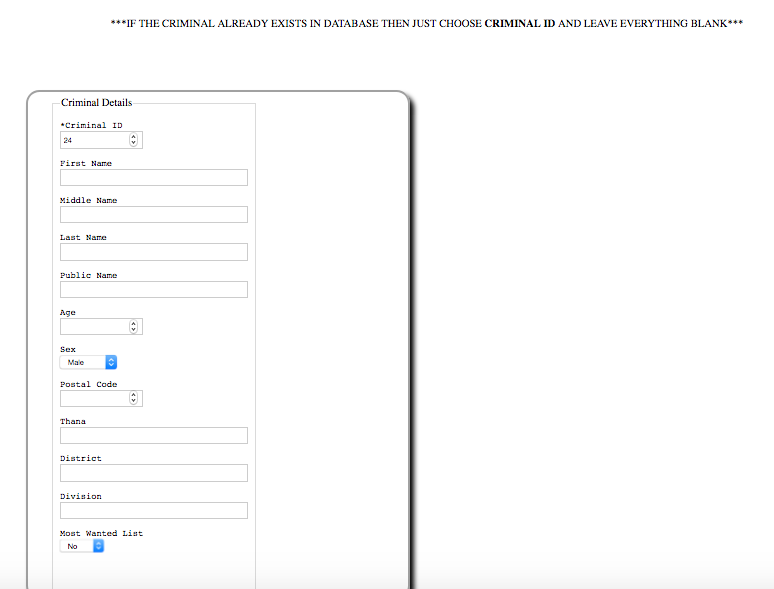 ***IF THE CRIMINAL ALREADY EXISTS IN DATABASE THEN JUST CHOOSE CRIMINAL ID AND LEAVE EVERYTHING BLANK***
Criminal Details
*Criminal ID
24
First Name
Middle Name
Last Name
Public Name
Age
Sex
Male
Postal Code
Thana
District
Division
Most Wanted List
No